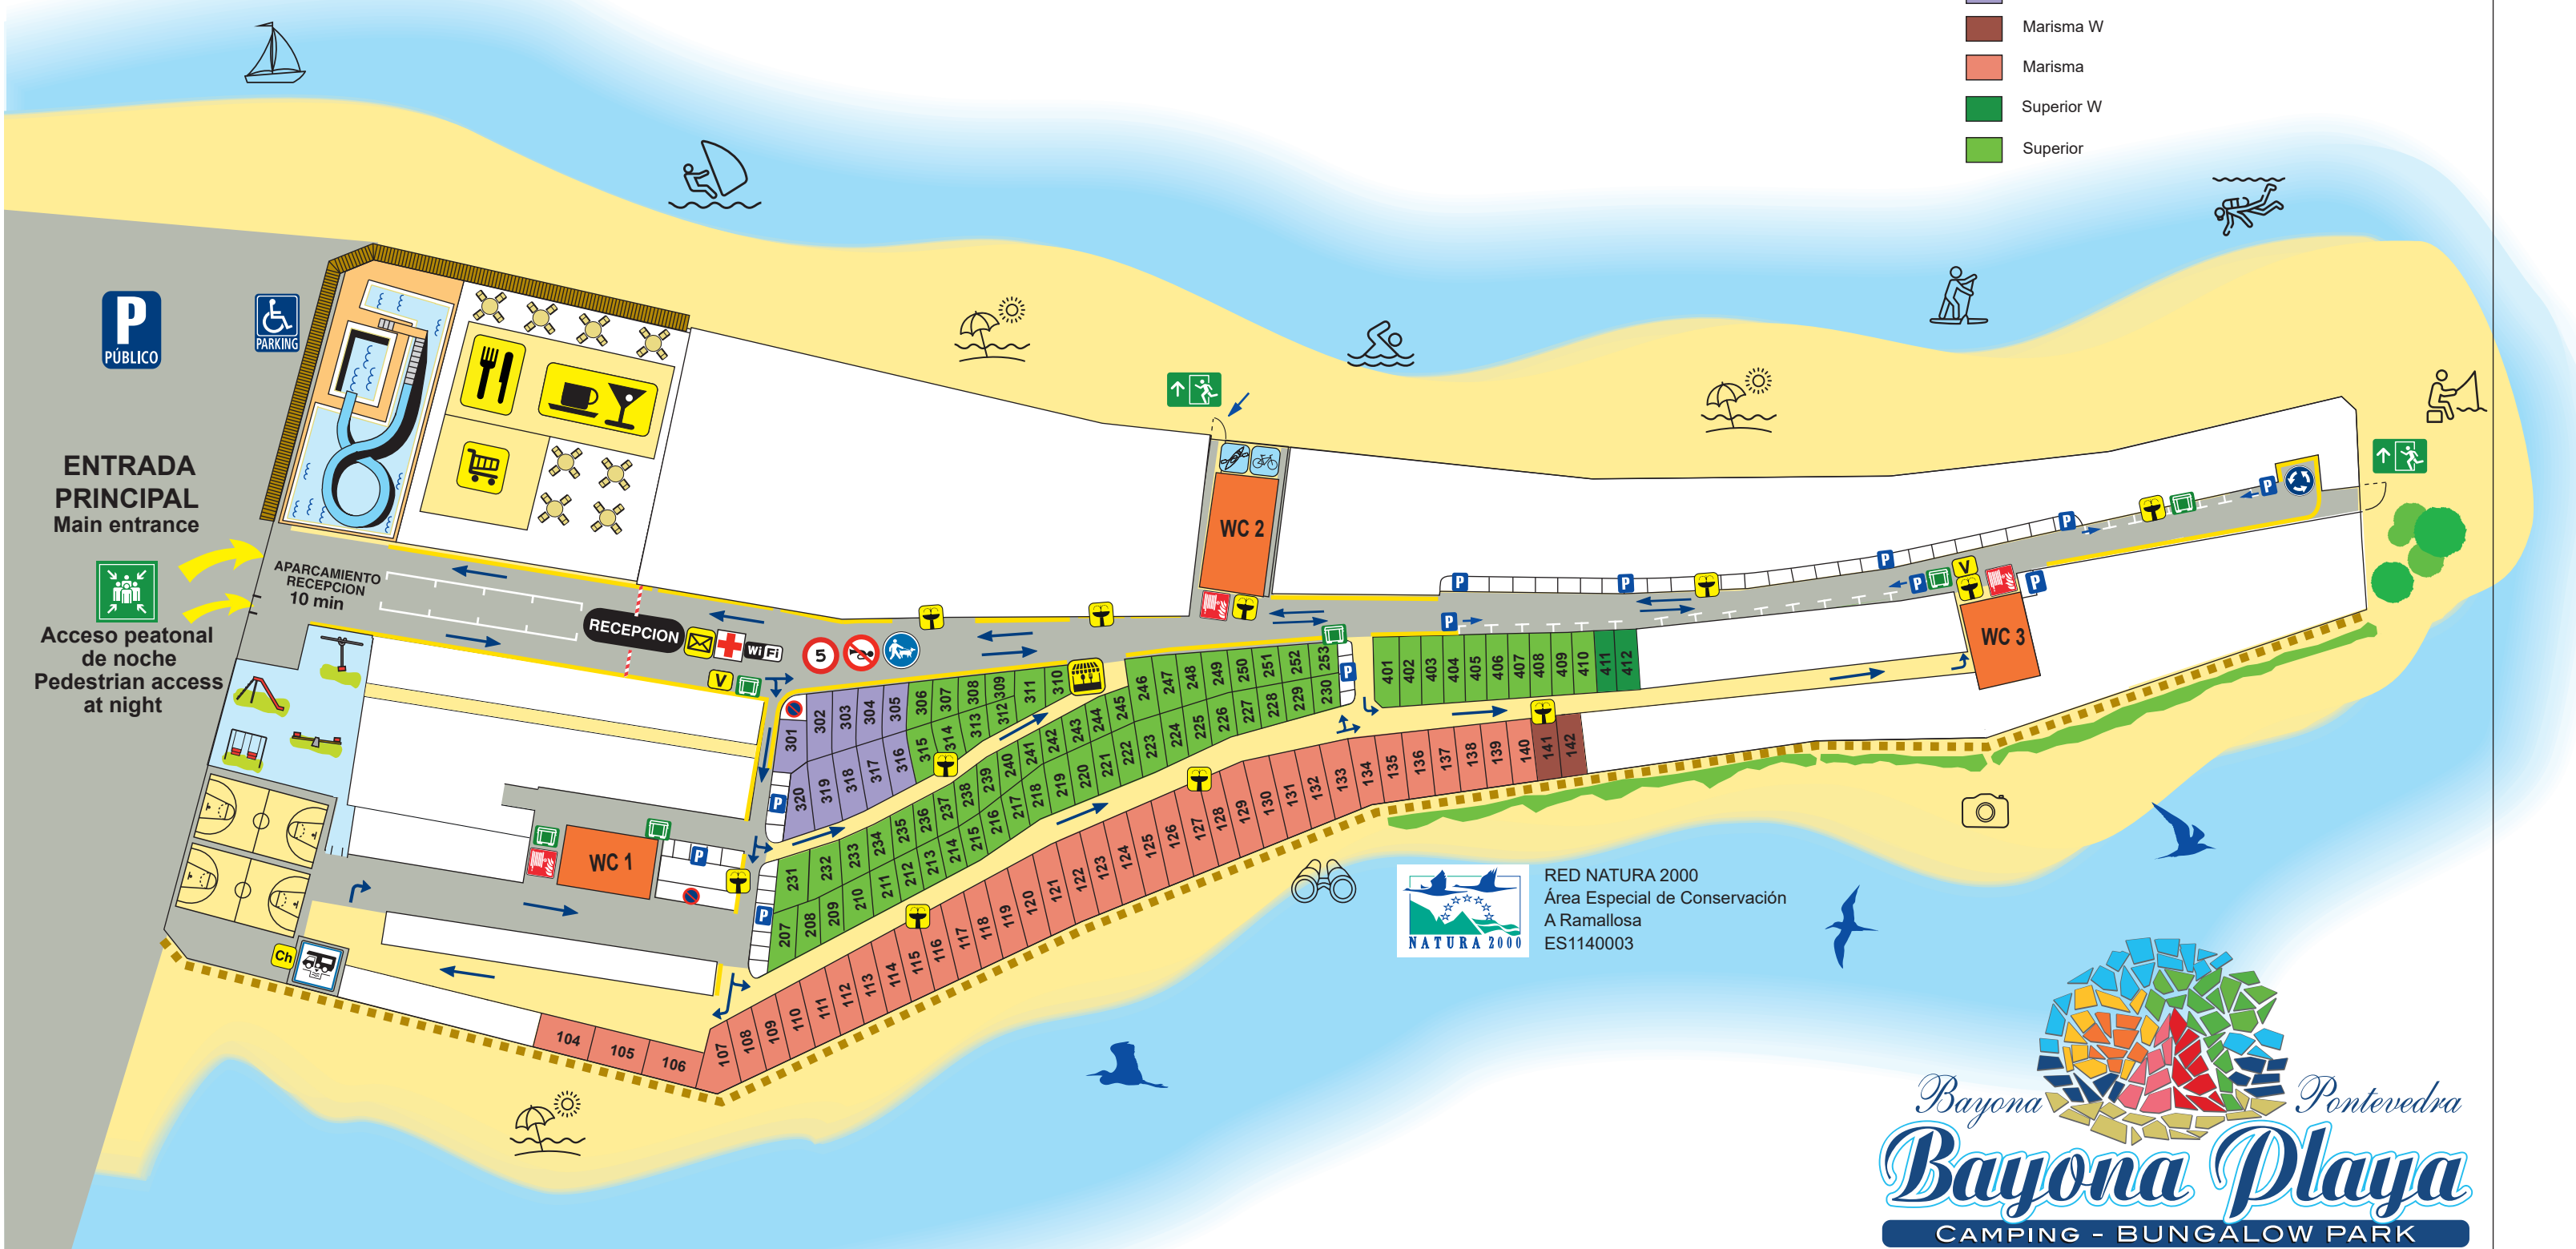 Marisma W
Marisma
Superior W
Superior
P
PÚBLICO
PARKING
ENTRADA
PRINCIPAL
Main entrance
Acceso peatonal
de noche
Pedestrian access
at night
APARCAMIENTO
RECEPCION
10 min
RECEPCION
WiFi
5
V
WC 2
P
P
P
P
P
P
P
V
P
P
WC 3
P
WC 1
P
P
P
Ch
301 302 303 304 305 306 307 308 309 311 310
320 319 318 317 316 315 314 313 312
246 247 248 249 250 251 252 253
231 232 233 234 235 236 237 238 239 240 241 242 243 244 245
207 208 209 210 211 212 213 214 215 216 217 218 219 220 221 222 223 224 225 226 227 228 229 230
401 402 403 404 405 406 407 408 409 410 411 412
104 105 106 107 108 109 110 111 112 113 114 115 116 117 118 119 120 121 122 123 124 125 126 127 128 129 130 131 132 133 134 135 136 137 138 139 140 141 142
NATURA 2000
RED NATURA 2000
Área Especial de Conservación
A Ramallosa
ES1140003
Bayona Pontevedra
Bayona Playa
CAMPING - BUNGALOW PARK